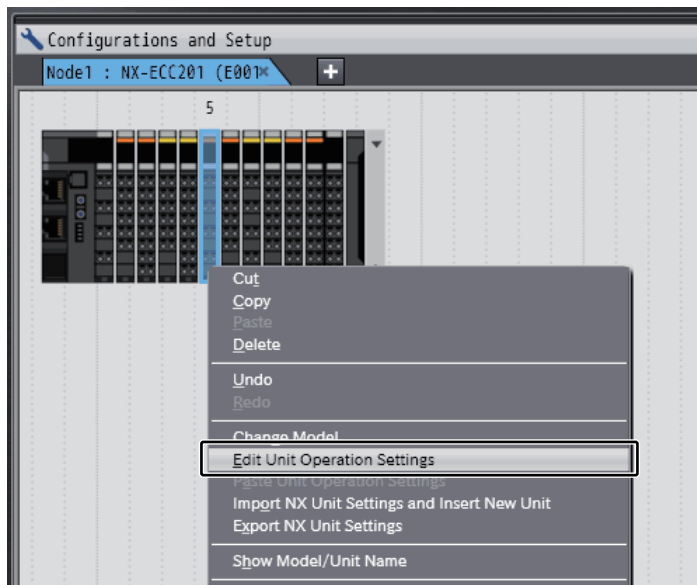 Configurations and Setup
Node1 : NX-ECC201 (E001
5
Cut
Copy
Paste
Delete
Undo
Redo
Change Model
Edit Unit Operation Settings
Paste Unit Operation Settings
Import NX Unit Settings and Insert New Unit
Export NX Unit Settings
Show Model/Unit Name